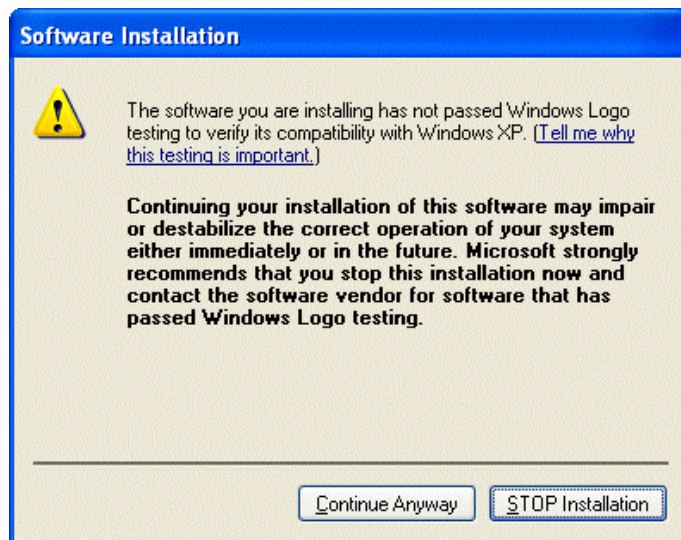 Software Installation
The software you are installing has not passed Windows Logo
testing to verify its compatibility with Windows XP. (Tell me why
this testing is important.)
Continuing your installation of this software may impair
or destabilize the correct operation of your system
either immediately or in the future. Microsoft strongly
recommends that you stop this installation now and
contact the software vendor for software that has
passed Windows Logo testing.
Continue Anyway
STOP Installation